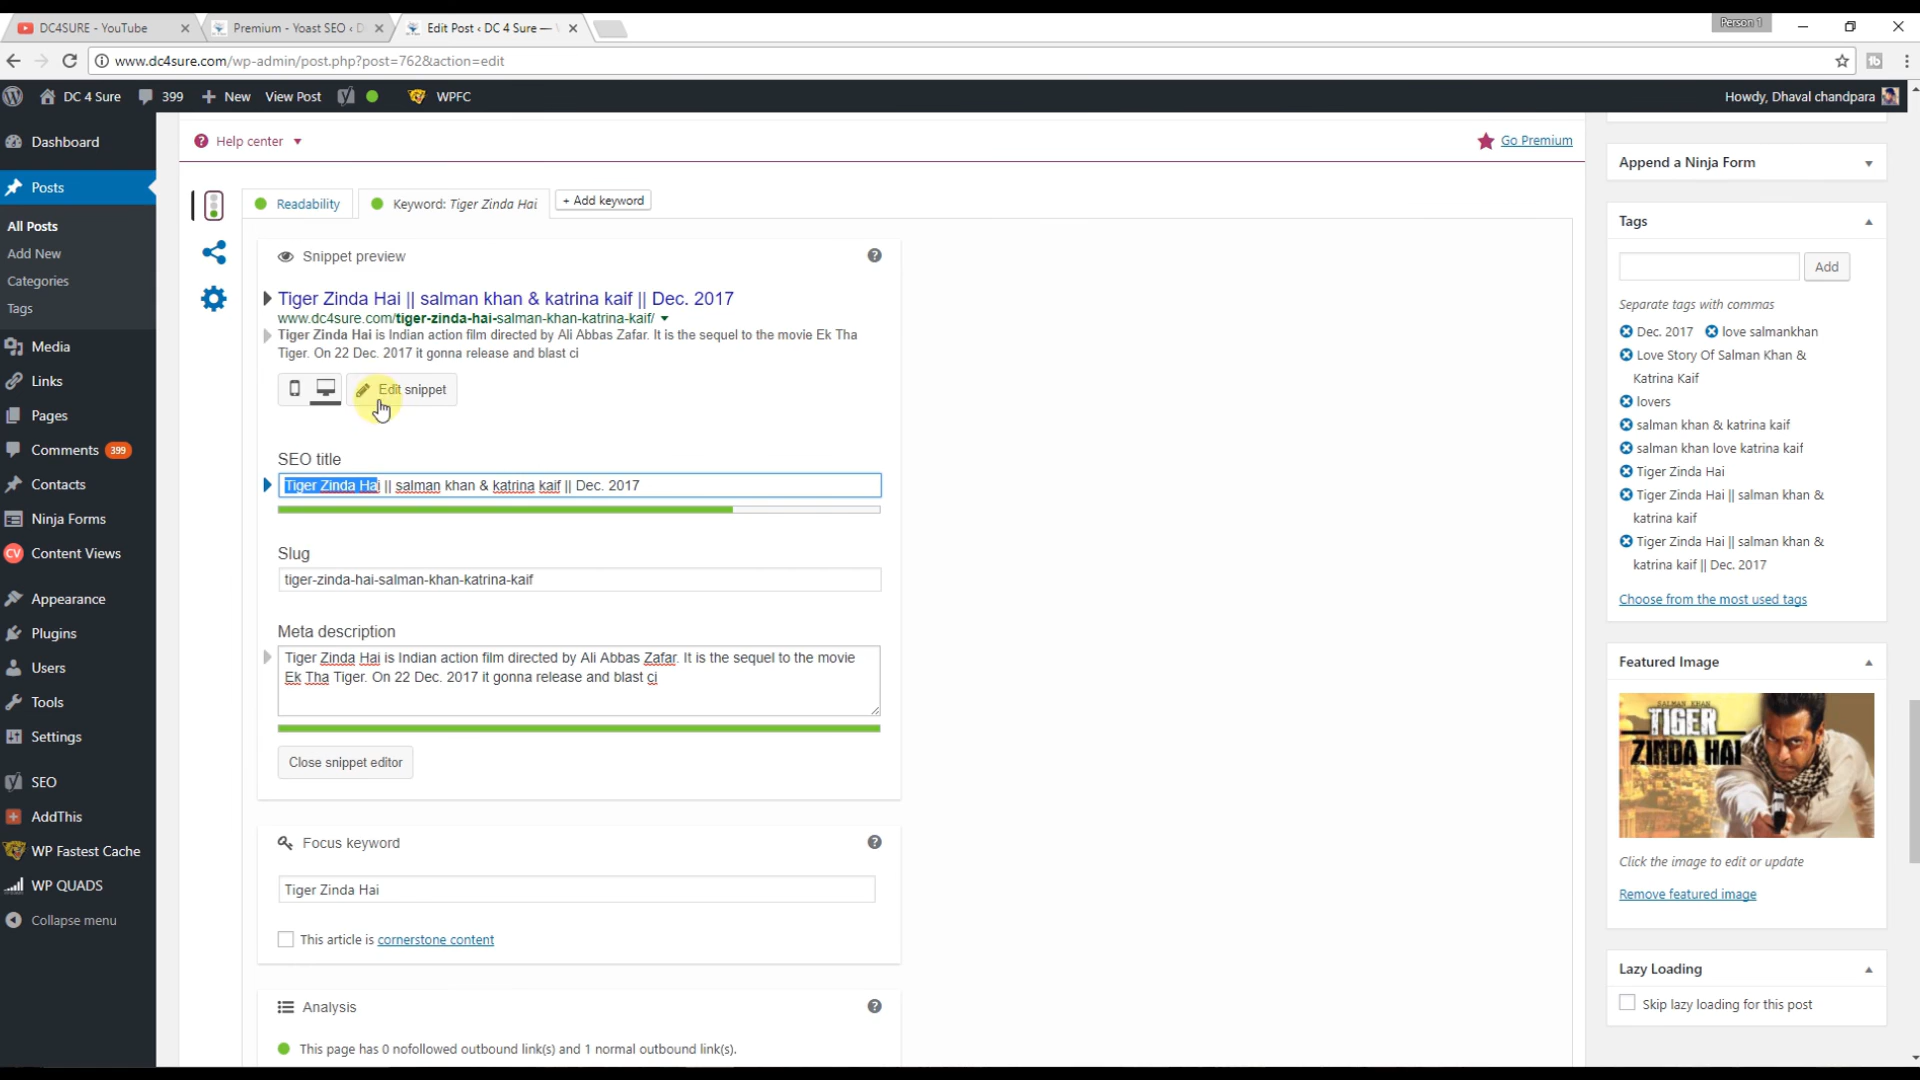 DC4SURE - YouTube
Premium - Yoast SEO ‹ D
Edit Post ‹ DC 4 Sure —
Person 1
www.dc4sure.com/wp-admin/post.php?post=762&action=edit
DC 4 Sure
399
New
View Post
WPFC
Howdy, Dhaval chandpara
Dashboard
Posts
All Posts
Add New
Categories
Tags
Media
Links
Pages
Comments 399
Contacts
Ninja Forms
Content Views
Appearance
Plugins
Users
Tools
Settings
SEO
AddThis
WP Fastest Cache
WP QUADS
Collapse menu
Help center
Go Premium
Readability
Keyword: Tiger Zinda Hai
+ Add keyword
Snippet preview
Tiger Zinda Hai || salman khan & katrina kaif || Dec. 2017
www.dc4sure.com/tiger-zinda-hai-salman-khan-katrina-kaif/
Tiger Zinda Hai is Indian action film directed by Ali Abbas Zafar. It is the sequel to the movie Ek Tha
Tiger. On 22 Dec. 2017 it gonna release and blast ci
Edit snippet
SEO title
Tiger Zinda Hai || salman khan & katrina kaif || Dec. 2017
Slug
tiger-zinda-hai-salman-khan-katrina-kaif
Meta description
Tiger Zinda Hai is Indian action film directed by Ali Abbas Zafar. It is the sequel to the movie
Ek Tha Tiger. On 22 Dec. 2017 it gonna release and blast ci
Close snippet editor
Focus keyword
Tiger Zinda Hai
This article is cornerstone content
Analysis
This page has 0 nofollowed outbound link(s) and 1 normal outbound link(s).
Append a Ninja Form
Tags
Add
Separate tags with commas
Dec. 2017
love salmankhan
Love Story Of Salman Khan &
Katrina Kaif
lovers
salman khan & katrina kaif
salman khan love katrina kaif
Tiger Zinda Hai
Tiger Zinda Hai || salman khan &
katrina kaif
Tiger Zinda Hai || salman khan &
katrina kaif || Dec. 2017
Choose from the most used tags
Featured Image
SALMAN KHAN
TIGER
ZINDA HAI
Click the image to edit or update
Remove featured image
Lazy Loading
Skip lazy loading for this post